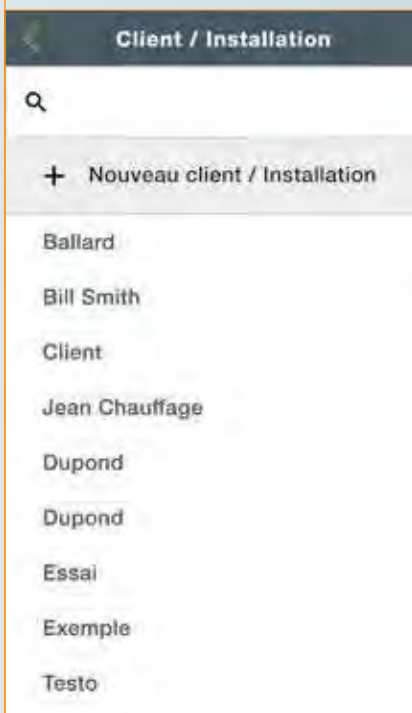 Client / Installation
+ Nouveau client / Installation
Ballard
Bill Smith
Client
Jean Chauffage
Dupond
Dupond
Essai
Exemple
Testo